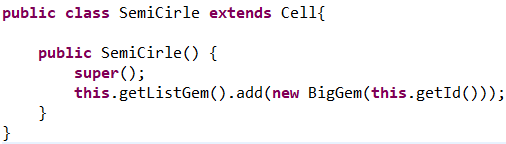 public class SemiCirle extends Cell{
public SemiCirle() {
super();
this.getListGem().add(new BigGem(this.getId()));
}
}